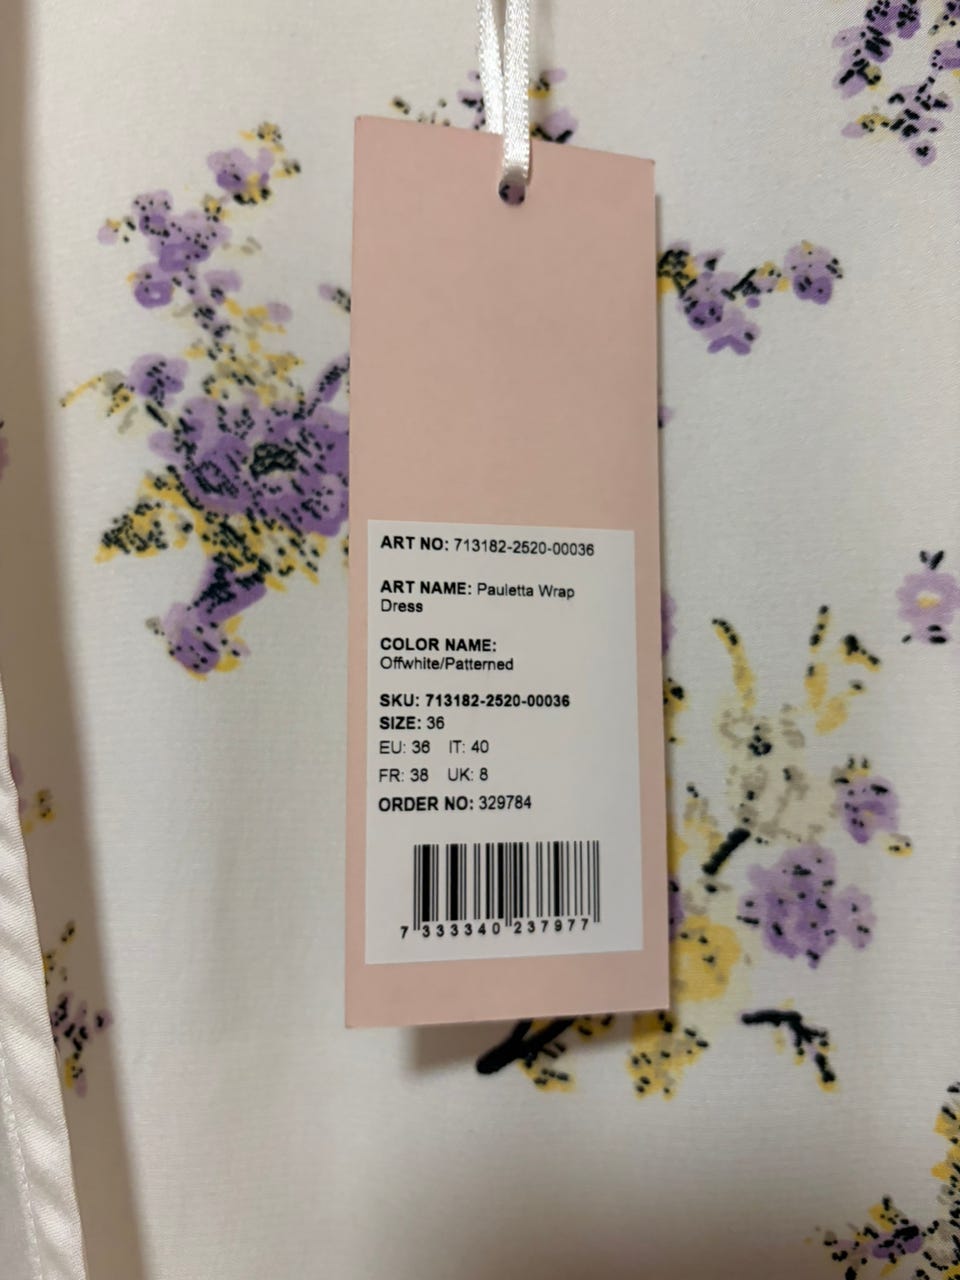 ART NO: 713182-2520-00036
ART NAME: Pauletta Wrap
Dress
COLOR NAME:
Offwhite/Patterned
SKU: 713182-2520-00036
SIZE: 36
EU: 36 IT: 40
FR: 38 UK: 8
ORDER NO: 329784
7 333340 237977